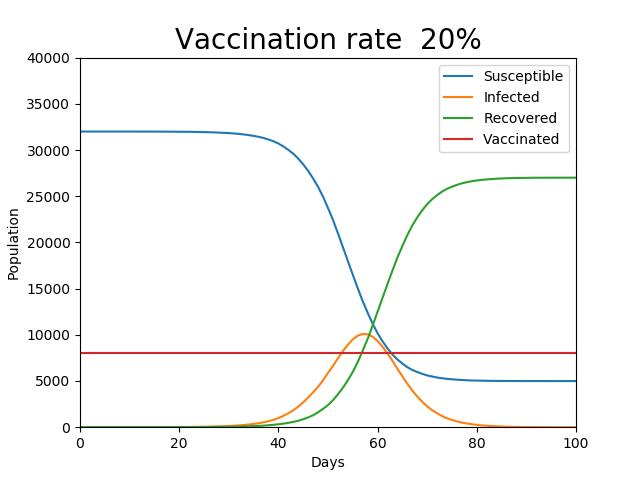 Vaccination rate  20%
40000
35000
30000
25000
20000
15000
10000
5000
0
Population
Susceptible
Infected
Recovered
Vaccinated
0 20 40 60 80 100
Days